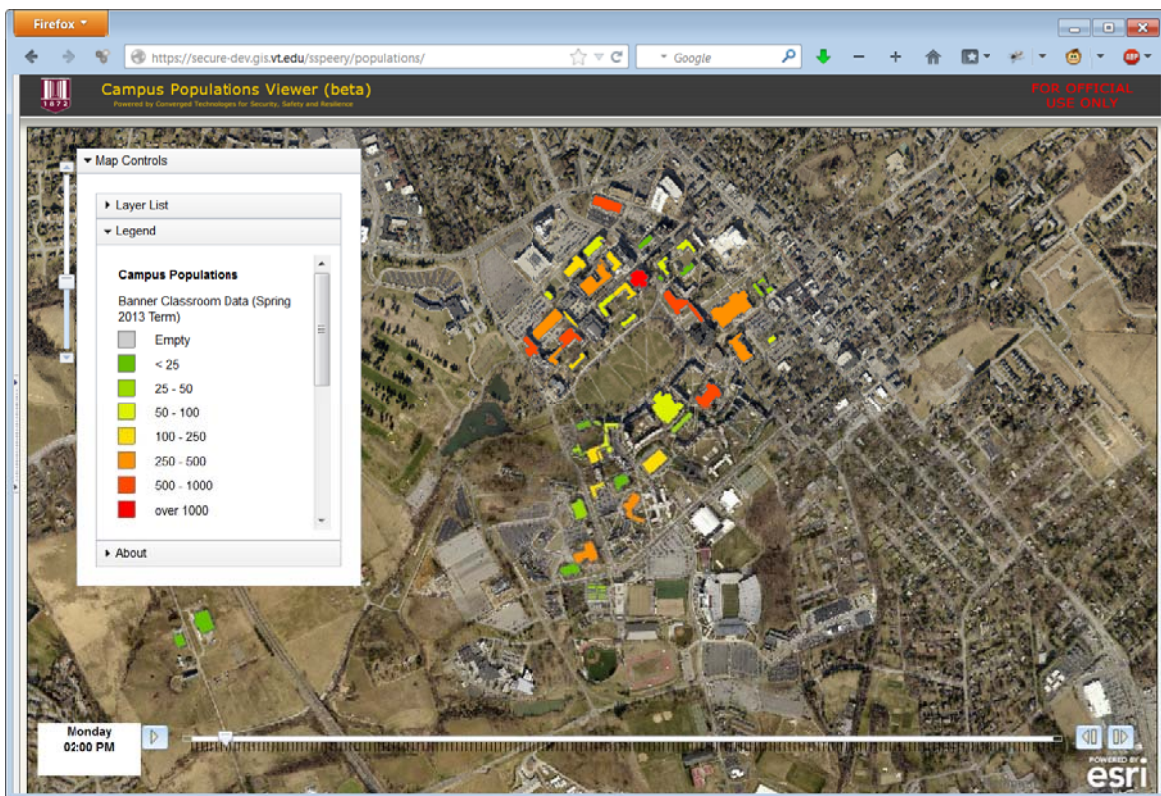 Firefox
https://secure-dev.gis.vt.edu/sspeery/populations/
Google
ABP
1872
Campus Populations Viewer (beta)
Powered by Converged Technologies for Security, Safety and Resilience
FOR OFFICIAL
USE ONLY
Map Controls
Layer List
Legend
Campus Populations
Banner Classroom Data (Spring
2013 Term)
Empty
< 25
25 - 50
50 - 100
100 - 250
250 - 500
500 - 1000
over 1000
About
Monday
02:00 PM
POWERED BY
esri